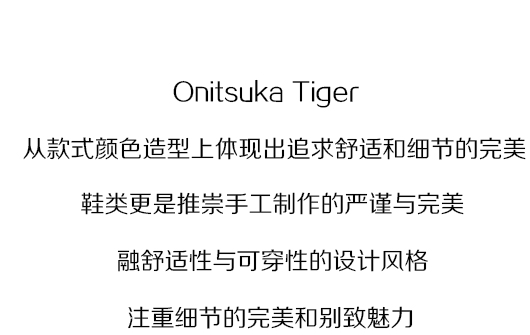 Onitsuka Tiger
从款式颜色造型上体现出追求舒适和细节的完美
鞋类更是推崇手工制作的严谨与完美
融舒适性与可穿性的设计风格
注重细节的完美和别致魅力